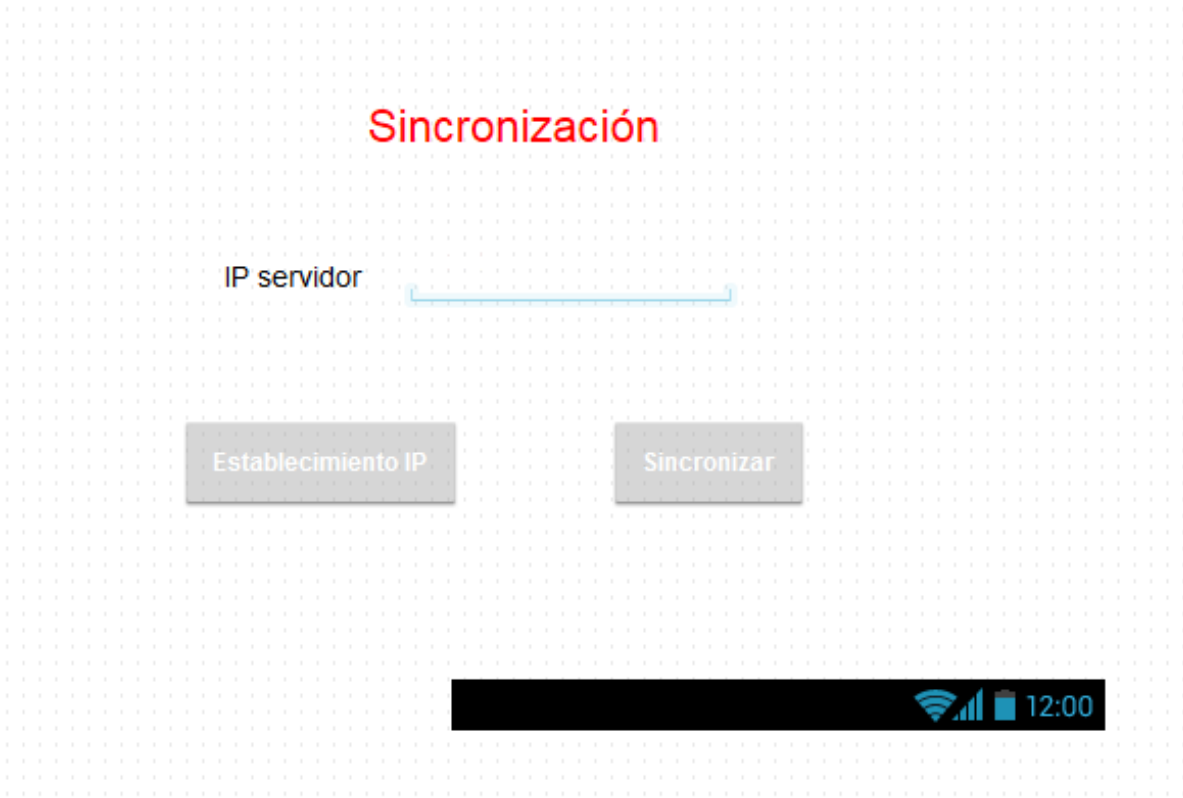 Sincronización
IP servidor
Establecimiento IP
Sincronizar
12:00